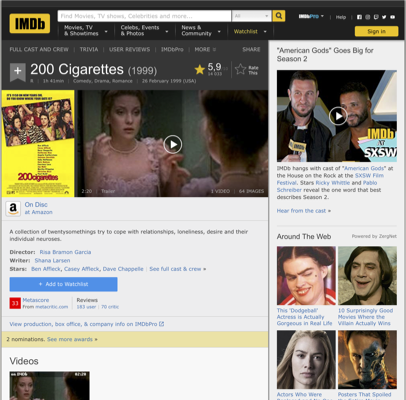 IMDb
Find Movies, TV shows, Celebrities and more...
All
Movies, TV & Showtimes
Celebs, Events & Photos
News & Community
Watchlist
IMDbPro
Help
Sign in
FULL CAST AND CREW | TRIVIA | USER REVIEWS | IMDbPro | MORE
SHARE
+
200 Cigarettes (1999)
1h 41min | Comedy, Drama, Romance | 26 February 1999 (USA)
5,9
Rate This
200 Cigarettes
2:20 | Trailer
3 VIDEO | 64 IMAGES
a
On Disc
at Amazon
A collection of twentysomethings try to cope with relationships, loneliness, desire and their
individual neuroses.
Director: Risa Bramon Garcia
Writer: Shana Larsen
Stars: Ben Affleck, Casey Affleck, Dave Chappelle | See full cast & crew »
+ Add to Watchlist
33 Metascore
From metacritic.com
Reviews
163 user | 70 critic
View production, box office, & company info on IMDbPro
2 nominations. See more awards »
Videos
"American Gods" Goes Big for
Season 2
IMDb
SXSW
IMDb hangs with cast of "American Gods" at
the House on the Rock at the SXSW Film
Festival. Stars Ricky Whittle and Pablo
Schreiber reveal the one word that best
describes Season 2.
Hear from the cast »
Around The Web
Powered by ZergNet
This 'Dodgeball'
Actress is Actually
Gorgeous in Real Life
10 Surprisingly Good
Movies Where the
Villain Actually Wins
Actors Who Were
Posters That Spoiled